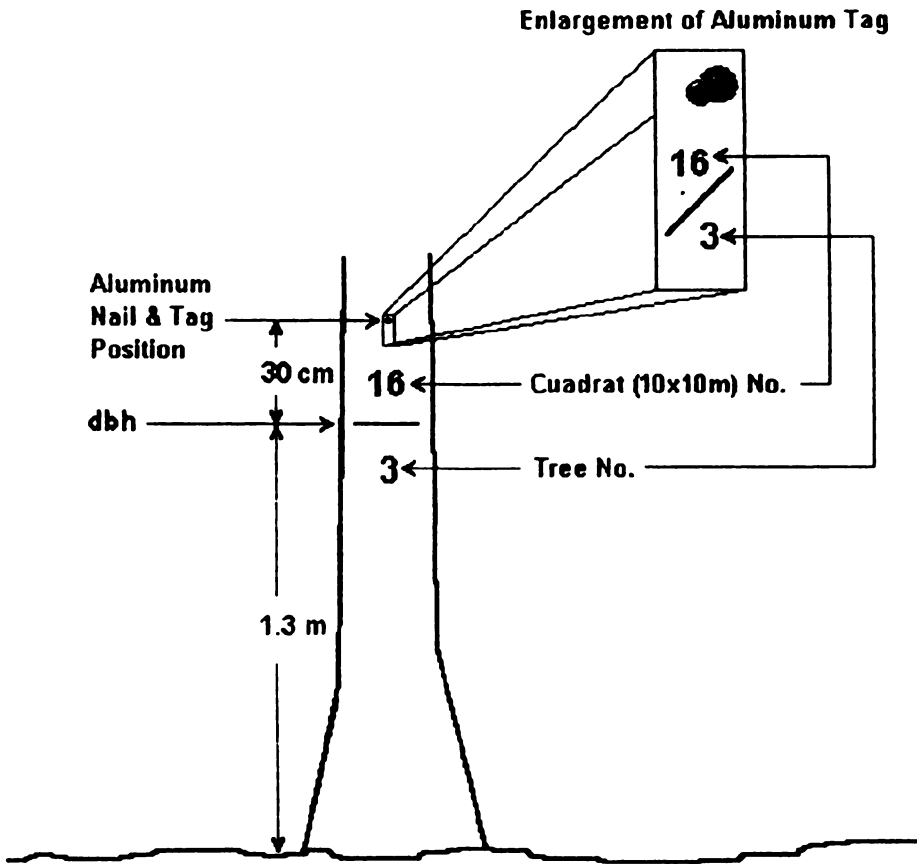 Enlargement of Aluminum Tag
16
3
Aluminum
Nail & Tag
Position
30 cm
16
Cuadrat (10x10m) No.
dbh
3
Tree No.
1.3 m